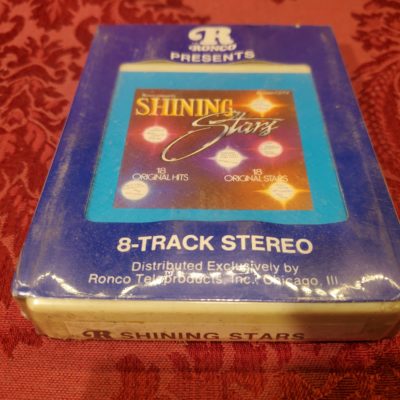 R
RONCO
PRESENTS
SHINING
Stars
18
ORIGINAL HITS
18
ORIGINAL STARS
8-TRACK STEREO
Distributed Exclusively by
Ronco Teleproducts, Inc., Chicago, Ill
R SHINING STARS